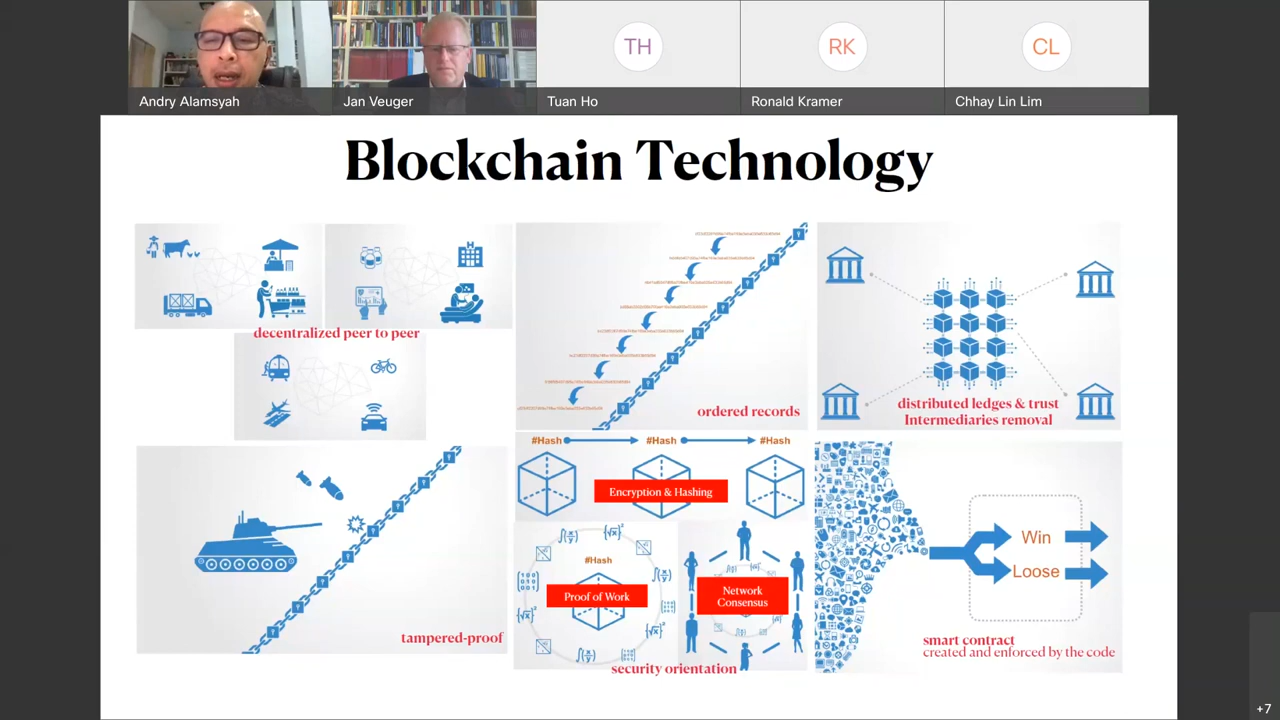 Andry Alamsyah
Jan Veuger
TH
Tuan Ho
RK
Ronald Kramer
CL
Chhay Lin Lim
Blockchain Technology
decentralized peer to peer
ordered records
distributed ledges & trust
Intermediaries removal
tampered-proof
#Hash
#Hash
#Hash
Encryption & Hashing
#Hash
Proof of Work
Network
Consensus
security orientation
Win
Loose
smart contract
created and enforced by the code
+7